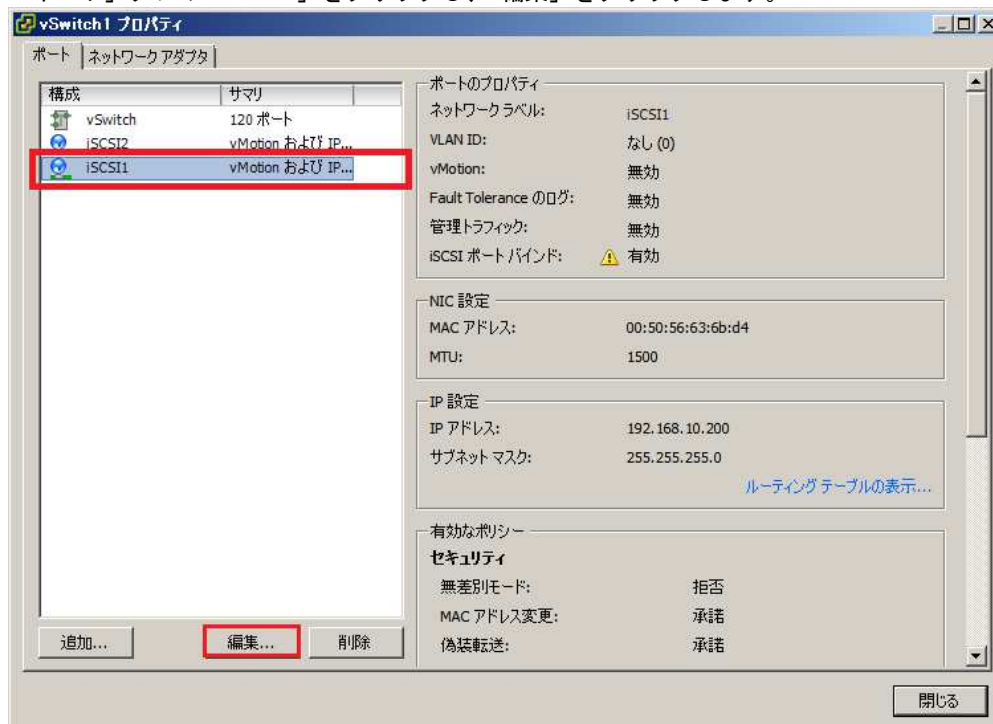 vSwitch1 プロパティ
ポート ネットワーク アダプタ
構成 サマリ
vSwitch 120 ポート
iSCSI2 vMotion および IP...
iSCSI1 vMotion および IP...
追加... 編集... 削除
ポートのプロパティ
ネットワーク ラベル: iSCSI1
VLAN ID: なし (0)
vMotion: 無効
Fault Tolerance のログ: 無効
管理トラフィック: 無効
iSCSI ポート バインド: 有効
NIC 設定
MAC アドレス: 00:50:56:63:6b:d4
MTU: 1500
IP 設定
IP アドレス: 192.168.10.200
サブネット マスク: 255.255.255.0
ルーティング テーブルの表示...
有効なポリシー
セキュリティ
無差別モード: 拒否
MAC アドレス変更: 承諾
偽装転送: 承諾
閉じる